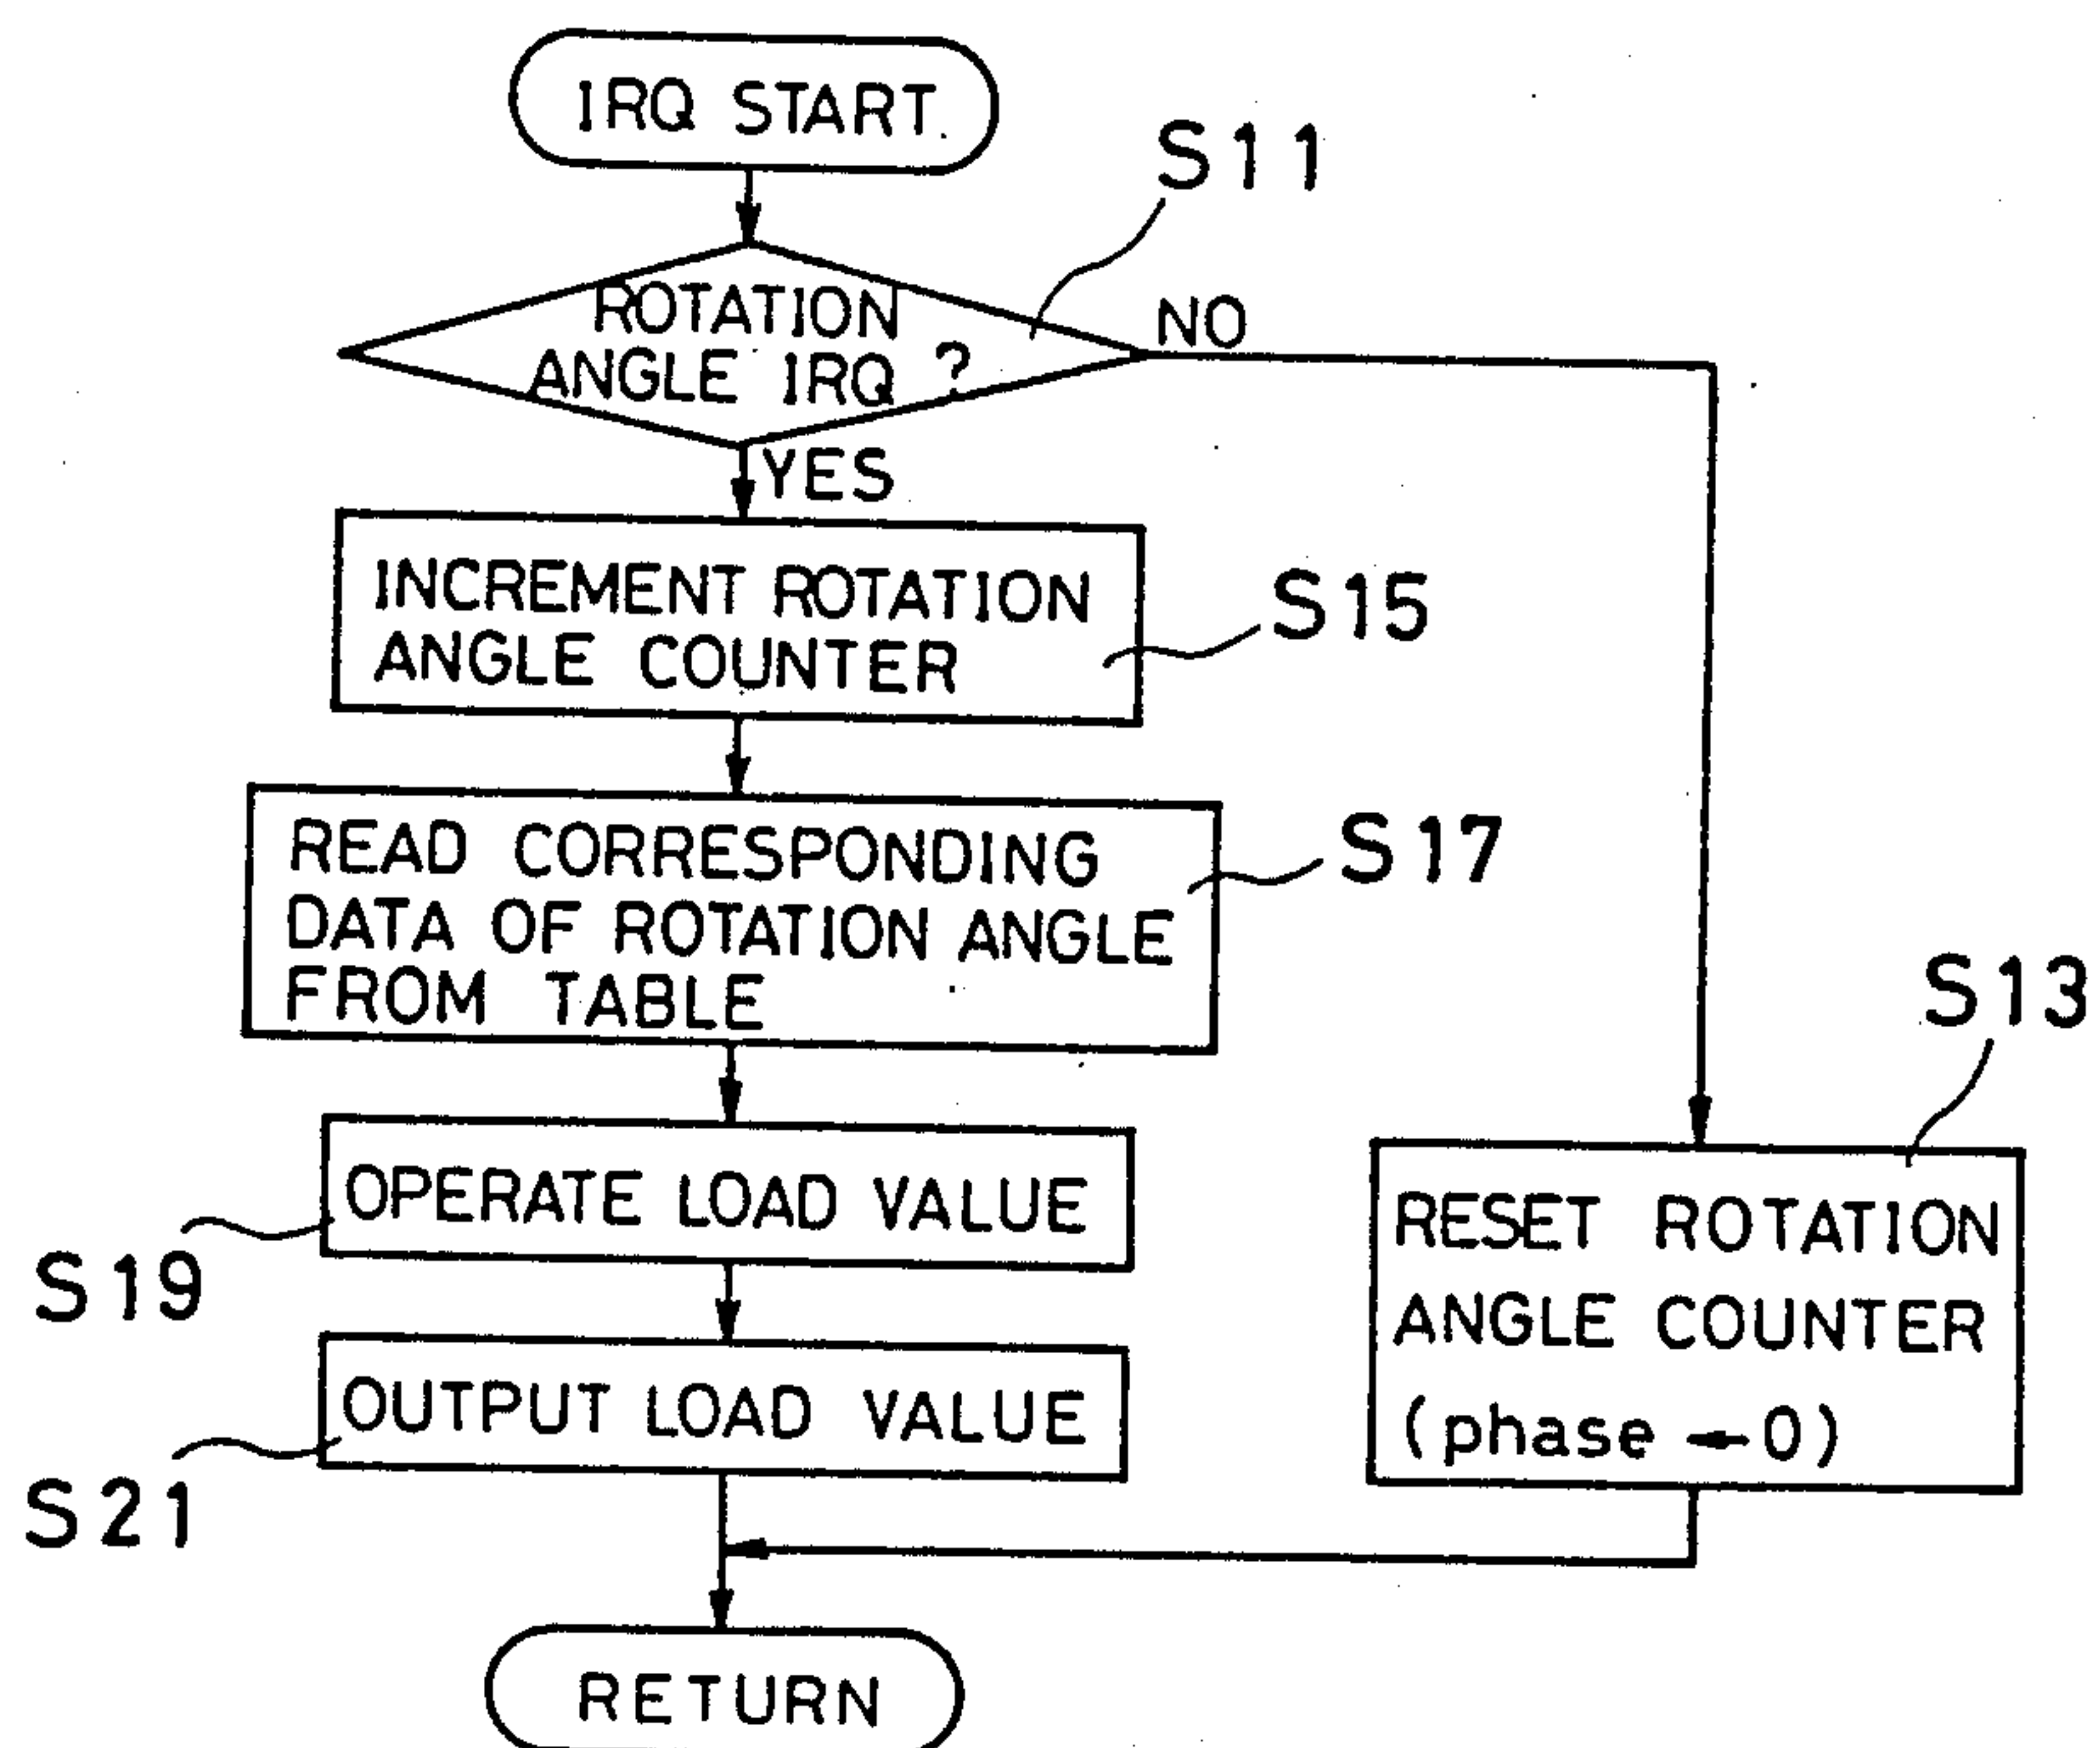 IRQ START.
S11
ROTATION
ANGLE IRQ ?
NO
YES
INCREMENT ROTATION
ANGLE COUNTER
S15
READ CORRESPONDING
DATA OF ROTATION ANGLE
FROM TABLE
S17
S13
OPERATE LOAD VALUE
S19
RESET ROTATION
ANGLE COUNTER
(phase ← 0)
OUTPUT LOAD VALUE
S21
RETURN